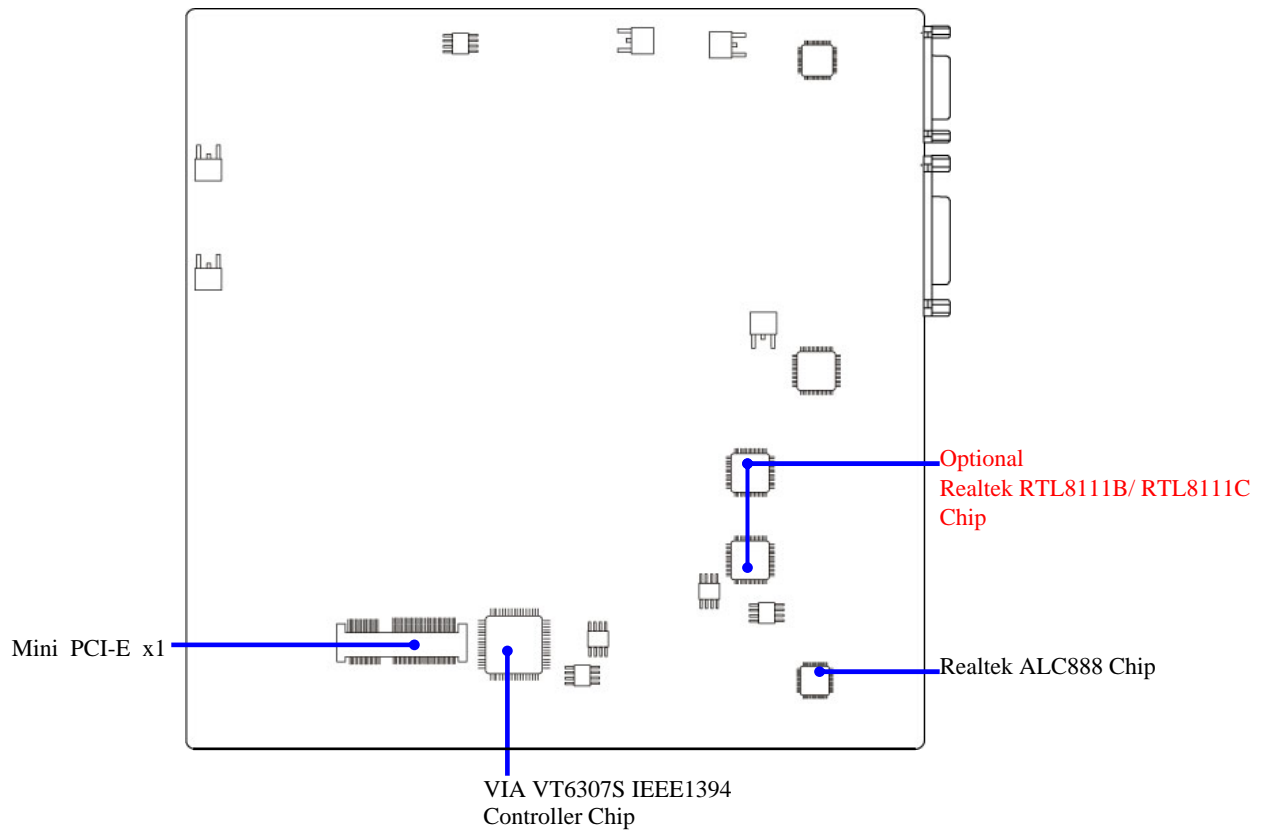 Optional
Realtek RTL8111B/ RTL8111C
Chip
Mini PCI-E x1
Realtek ALC888 Chip
VIA VT6307S IEEE1394
Controller Chip